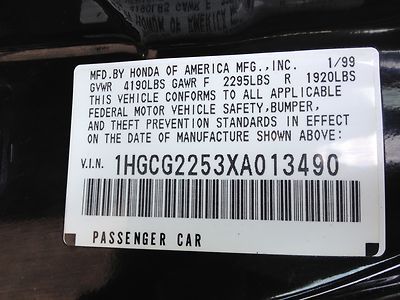 MFD.BY HONDA OF AMERICA MFG.,INC. 1/99
GVWR 4190LBS GAWR F 2295LBS R 1920LBS
THIS VEHICLE CONFORMS TO ALL APPLICABLE
FEDERAL MOTOR VEHICLE SAFETY,BUMPER,
AND THEFT PREVENTION STANDARDS IN EFFECT
ON THE DATE OF MANUFACTURE SHOWN ABOVE.
V.I.N. 1HGCG2253XA013490
PASSENGER CAR